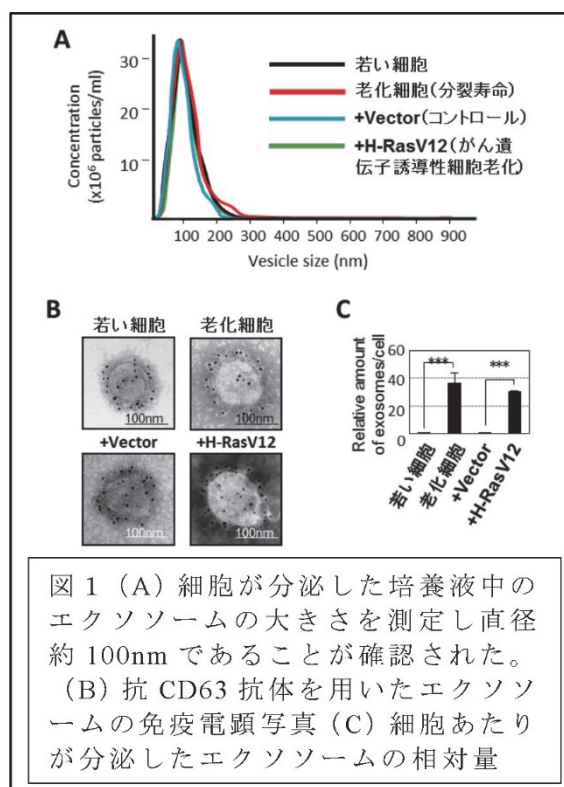 A
Concentration
(x10⁶ particles/ml)
30
20
10
若い細胞
老化細胞(分裂寿命)
+Vector(コントロール)
+H-RasV12(がん遺
伝子誘導性細胞老化)
100 200 300 400 500 600 700 800 900
Vesicle size (nm)
B
若い細胞
老化細胞
100nm
100nm
+Vector
+H-RasV12
100nm
100nm
C
Relative amount
of exosomes/cell
60
40
20
0
***
***
若い細胞
老化細胞
+Vector
+H-RasV12
図1 (A) 細胞が分泌した培養液中の
エクソソームの大きさを測定し直径
約100nmであることが確認された。
(B) 抗CD63抗体を用いたエクソソ
ームの免疫電顕写真 (C) 細胞あたり
が分泌したエクソソームの相対量